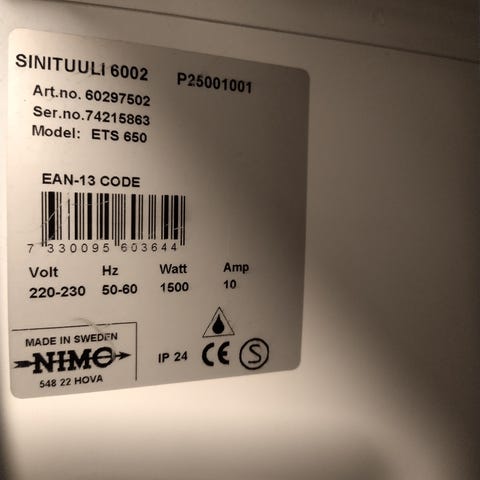 SINITUULI 6002 P25001001
Art.no. 60297502
Ser.no.74215863
Model: ETS 650
EAN-13 CODE
7 330095 603644
Volt Hz Watt Amp
220-230 50-60 1500 10
MADE IN SWEDEN
NIMO
548 22 HOVA
IP 24 CE S